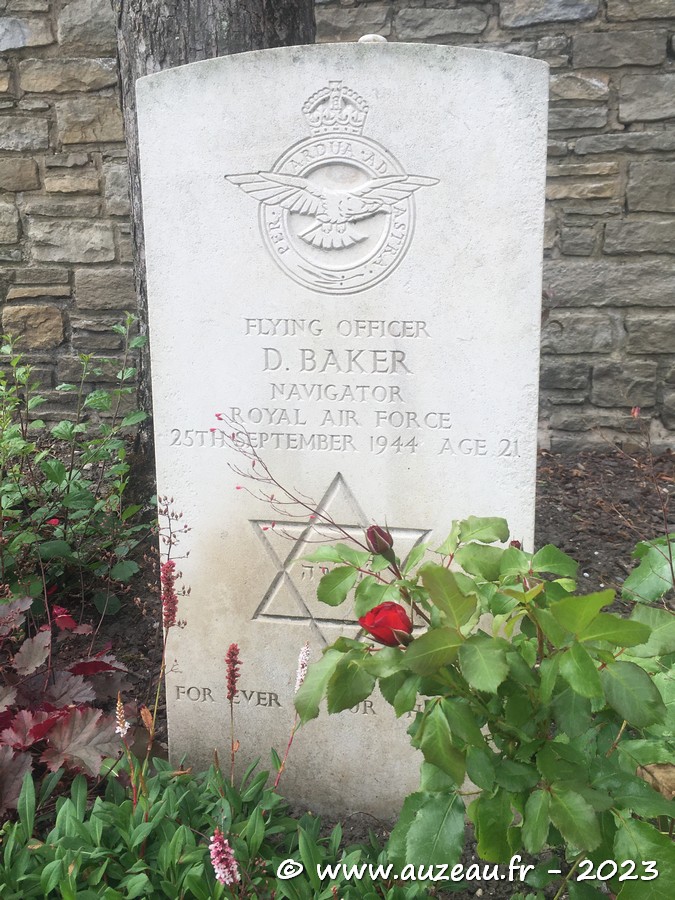 PER · ARDUA · AD ASTRA
FLYING OFFICER
D. BAKER
NAVIGATOR
ROYAL AIR FORCE
25TH SEPTEMBER 1944 AGE 21
FOR EVER
© www.auzeau.fr - 2023